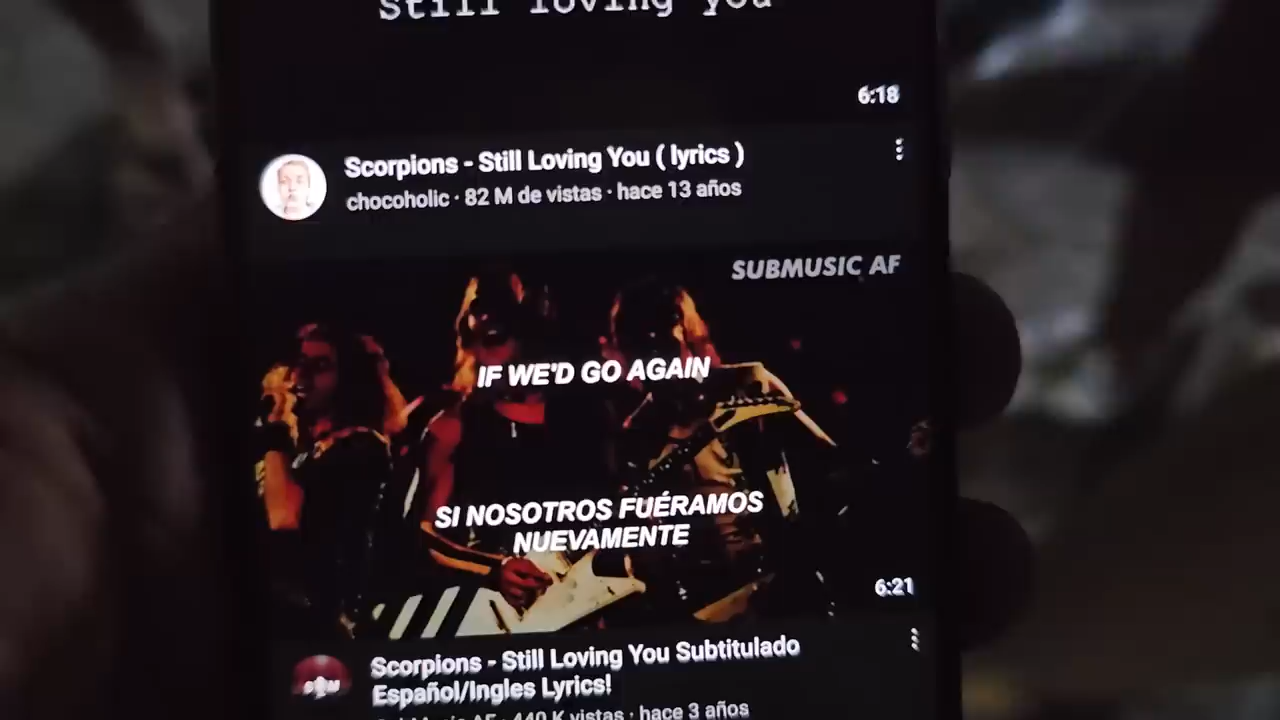 Still loving you
6:18
Scorpions - Still Loving You ( lyrics )
chocoholic · 82 M de vistas · hace 13 años
SUBMUSIC AF
IF WE'D GO AGAIN
SI NOSOTROS FUÉRAMOS
NUEVAMENTE
6:21
Scorpions - Still Loving You Subtitulado
Español/Ingles Lyrics!
SubMusic AF · 440 K vistas · hace 3 años